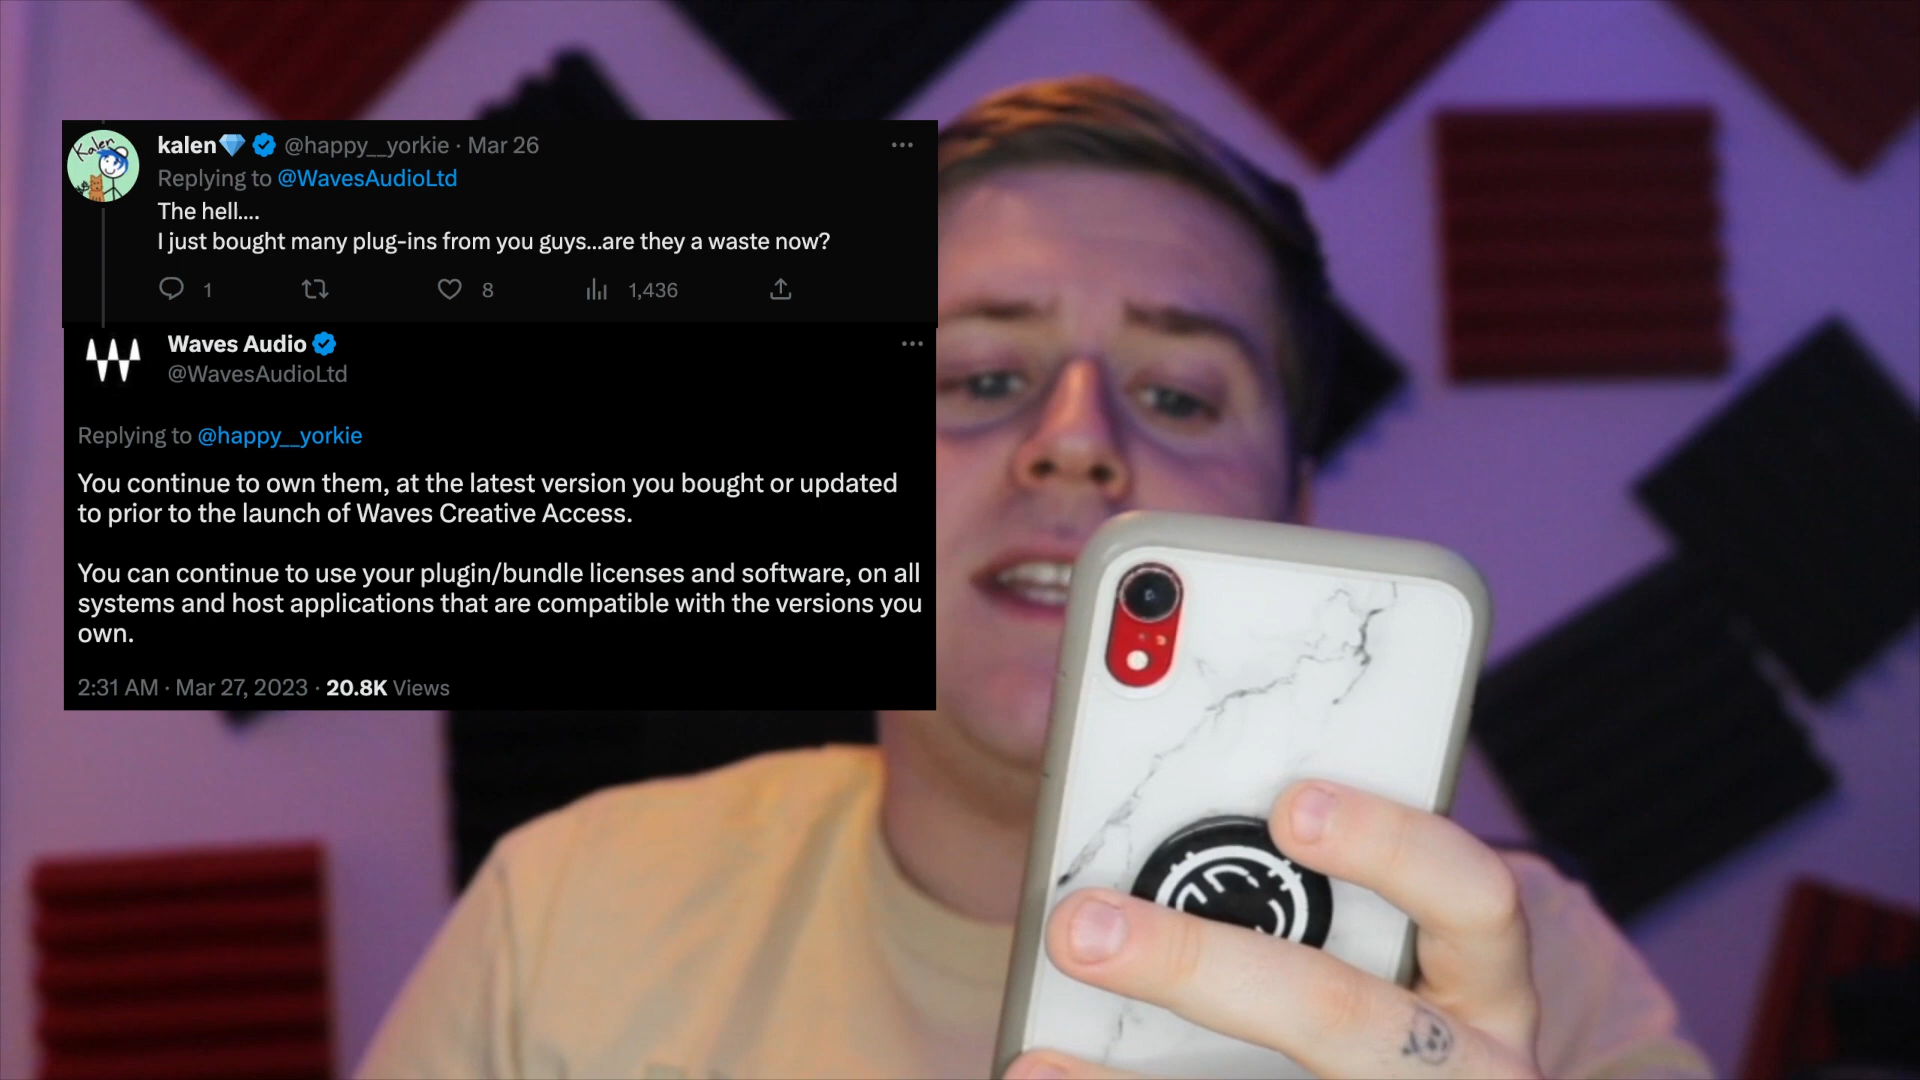 kalen💎 @happy__yorkie · Mar 26
Replying to @WavesAudioLtd
The hell....
I just bought many plug-ins from you guys...are they a waste now?
1 8 1,436
Kalen
Waves Audio
@WavesAudioLtd
Replying to @happy__yorkie
You continue to own them, at the latest version you bought or updated
to prior to the launch of Waves Creative Access.
You can continue to use your plugin/bundle licenses and software, on all
systems and host applications that are compatible with the versions you
own.
2:31 AM · Mar 27, 2023 · 20.8K Views